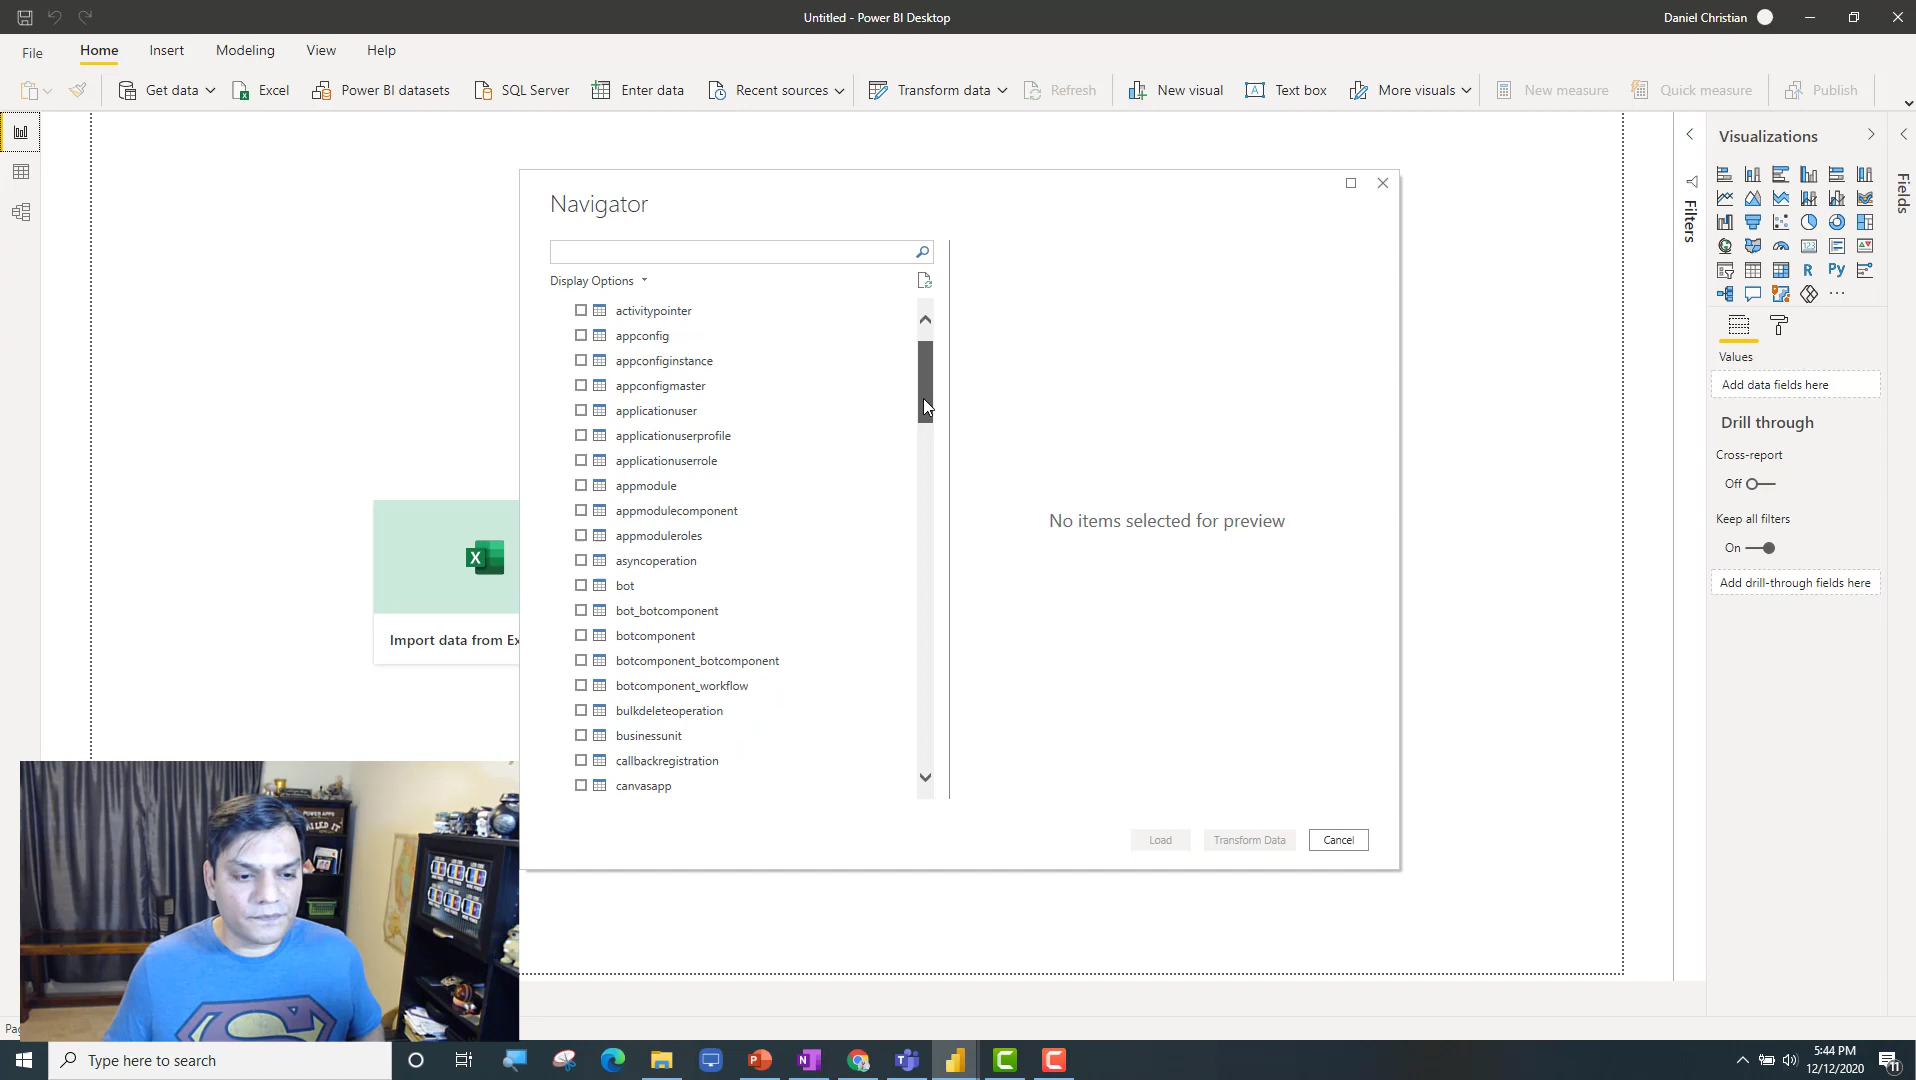 Untitled - Power BI Desktop
Daniel Christian
File
Home
Insert
Modeling
View
Help
Get data
Excel
Power BI datasets
SQL Server
Enter data
Recent sources
Transform data
Refresh
New visual
Text box
More visuals
New measure
Quick measure
Publish
Navigator
Display Options
activitypointer
appconfig
appconfiginstance
appconfigmaster
applicationuser
applicationuserprofile
applicationuserrole
appmodule
appmodulecomponent
appmoduleroles
asyncoperation
bot
bot_botcomponent
botcomponent
botcomponent_botcomponent
botcomponent_workflow
bulkdeleteoperation
businessunit
callbackregistration
canvasapp
No items selected for preview
Load
Transform Data
Cancel
Import data from Ex
Filters
Visualizations
Fields
R
Py
123
Values
Add data fields here
Drill through
Cross-report
Off
Keep all filters
On
Add drill-through fields here
POWER APPS
Type here to search
5:44 PM
12/12/2020
11